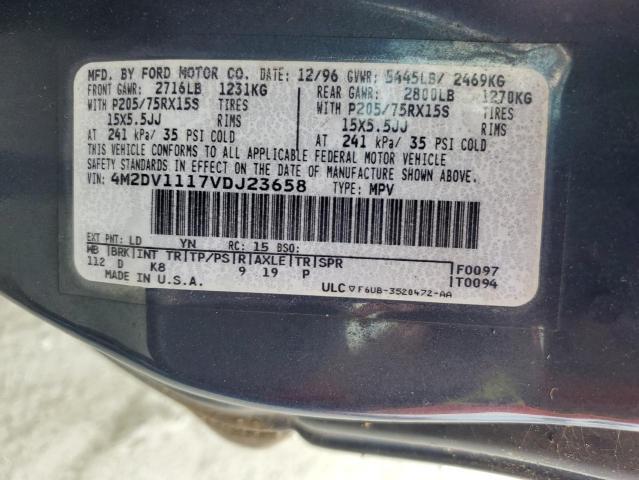 MFD. BY FORD MOTOR CO. DATE: 12/96 GVWR: 5445LB/ 2469KG
FRONT GAWR: 2716LB 1231KG REAR GAWR: 2800LB 1270KG
WITH P205/75RX15S TIRES WITH P205/75RX15S TIRES
15X5.5JJ RIMS 15X5.5JJ RIMS
AT 241 kPa/ 35 PSI COLD AT 241 kPa/ 35 PSI COLD
THIS VEHICLE CONFORMS TO ALL APPLICABLE FEDERAL MOTOR VEHICLE
SAFETY STANDARDS IN EFFECT ON THE DATE OF MANUFACTURE SHOWN ABOVE.
VIN: 4M2DV1117VDJ23658 TYPE: MPV
EXT PNT: LD YN RC: 15 DSO:
WB |BRK|INT TR|TP/PS|R|AXLE|TR|SPR F0097
112 D K8 9 19 P T0094
MADE IN U.S.A. ULC ▽ F6UB-3520472-AA